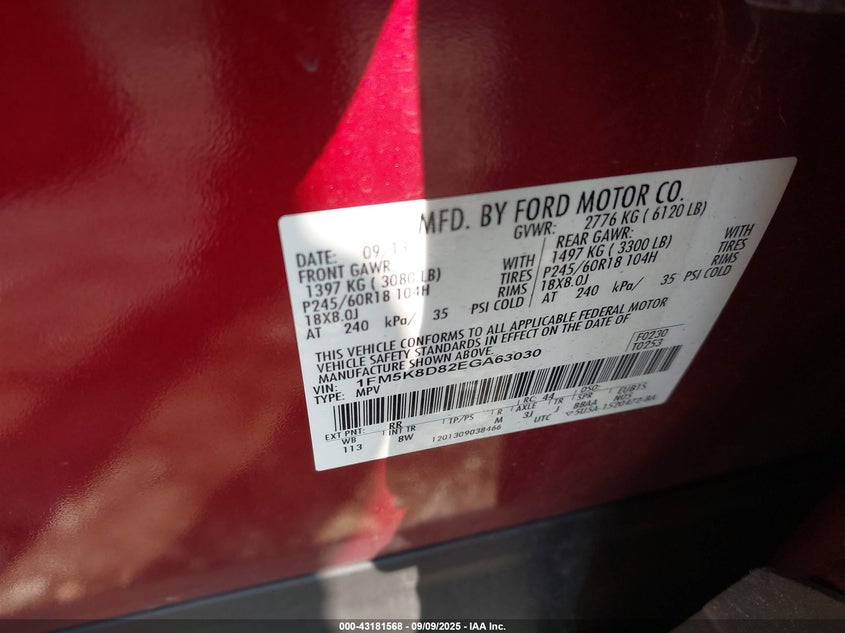 MFD. BY FORD MOTOR CO.
DATE: 09 13 GVWR: 2776 KG ( 6120 LB)
FRONT GAWR WITH REAR GAWR: WITH
1397 KG ( 3080 LB) TIRES 1497 KG ( 3300 LB) TIRES
P245/60R18 104H RIMS P245/60R18 104H RIMS
18X8.0J 18X8.0J
AT 240 kPa/ 35 PSI COLD AT 240 kPa/ 35 PSI COLD
THIS VEHICLE CONFORMS TO ALL APPLICABLE FEDERAL MOTOR
VEHICLE SAFETY STANDARDS IN EFFECT ON THE DATE OF
MANUFACTURE SHOWN ABOVE.
F0230
T0253
VIN: 1FM5K8D82EGA63030
TYPE: MPV
RC: 44 DSO:
EXT PNT: RR
WB INT TR TP/PS R AXLE TR SPR
113 8W M 3J J BBAA
1201309038466 UTC
000-43181568 - 09/09/2025 - IAA Inc.